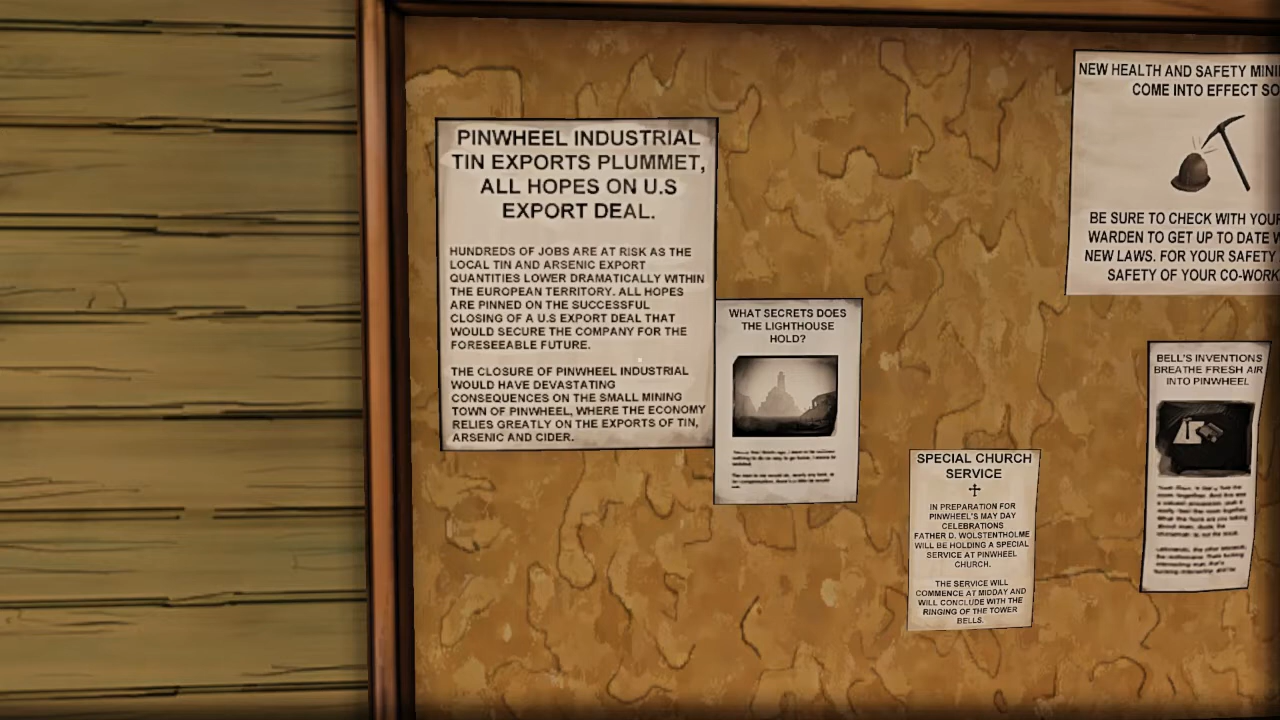 PINWHEEL INDUSTRIAL
TIN EXPORTS PLUMMET,
ALL HOPES ON U.S
EXPORT DEAL.
HUNDREDS OF JOBS ARE AT RISK AS THE
LOCAL TIN AND ARSENIC EXPORT
QUANTITIES LOWER DRAMATICALLY WITHIN
THE EUROPEAN TERRITORY. ALL HOPES
ARE PINNED ON THE SUCCESSFUL
CLOSING OF A U.S EXPORT DEAL THAT
WOULD SECURE THE COMPANY FOR THE
FORESEEABLE FUTURE.
THE CLOSURE OF PINWHEEL INDUSTRIAL
WOULD HAVE DEVASTATING
CONSEQUENCES ON THE SMALL MINING
TOWN OF PINWHEEL, WHERE THE ECONOMY
RELIES GREATLY ON THE EXPORTS OF TIN,
ARSENIC AND CIDER.
WHAT SECRETS DOES
THE LIGHTHOUSE
HOLD?
SPECIAL CHURCH
SERVICE
IN PREPARATION FOR
PINWHEEL'S MAY DAY
CELEBRATIONS
FATHER D. WOLSTENTHOLME
WILL BE HOLDING A SPECIAL
SERVICE AT PINWHEEL
CHURCH.
THE SERVICE WILL
COMMENCE AT MIDDAY AND
WILL CONCLUDE WITH THE
RINGING OF THE TOWER
BELLS.
NEW HEALTH AND SAFETY MINI
COME INTO EFFECT SO
BE SURE TO CHECK WITH YOUR
WARDEN TO GET UP TO DATE W
NEW LAWS. FOR YOUR SAFETY
SAFETY OF YOUR CO-WORK
BELL'S INVENTIONS
BREATHE FRESH AIR
INTO PINWHEEL